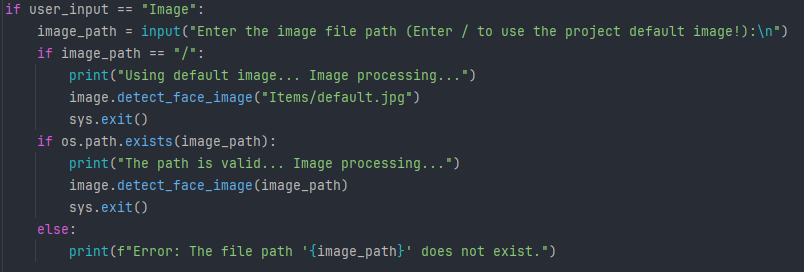 if user_input == "Image":
    image_path = input("Enter the image file path (Enter / to use the project default image!):\n")
    if image_path == "/":
        print("Using default image... Image processing...")
        image.detect_face_image("Items/default.jpg")
        sys.exit()
    if os.path.exists(image_path):
        print("The path is valid... Image processing...")
        image.detect_face_image(image_path)
        sys.exit()
    else:
        print(f"Error: The file path '{image_path}' does not exist.")